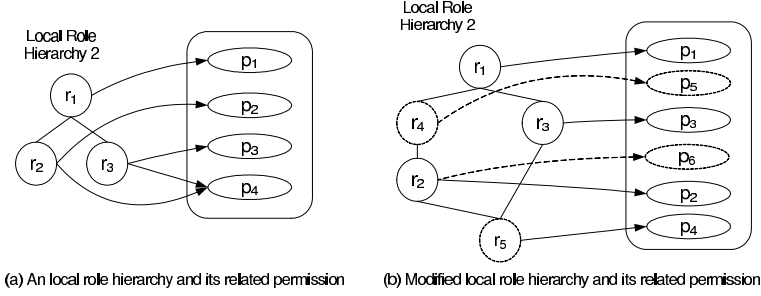 Local Role
Hierarchy 2
r1
r2
r3
p1
p2
p3
p4
(a) An local role hierarchy and its related permission
Local Role
Hierarchy 2
r1
r4
r3
r2
r5
p1
p5
p3
p6
p2
p4
(b) Modified local role hierarchy and its related permission